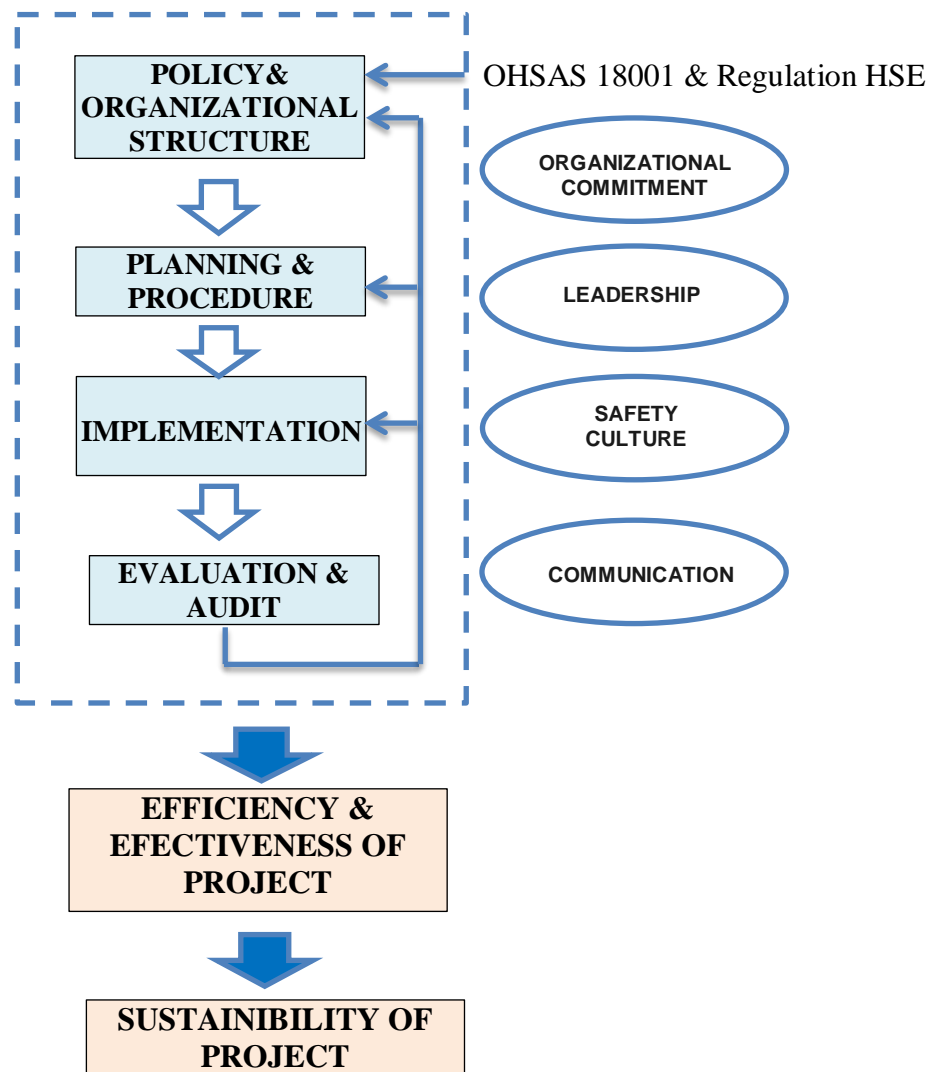 POLICY&
ORGANIZATIONAL
STRUCTURE
OHSAS 18001 & Regulation HSE
ORGANIZATIONAL
COMMITMENT
PLANNING &
PROCEDURE
LEADERSHIP
IMPLEMENTATION
SAFETY
CULTURE
EVALUATION &
AUDIT
COMMUNICATION
EFFICIENCY &
EFECTIVENESS OF
PROJECT
SUSTAINIBILITY OF
PROJECT